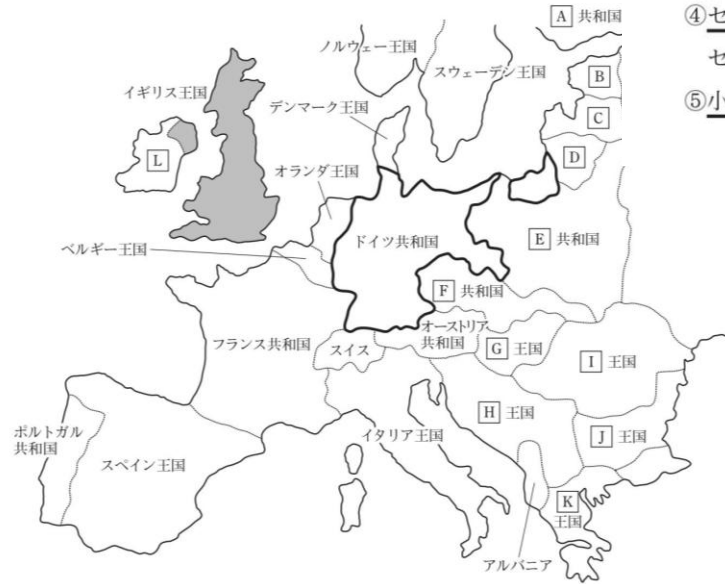 A 共和国
④セ
セ
ノルウェー王国
スウェーデン王国
B
⑤小
イギリス王国
デンマーク王国
C
L
D
オランダ王国
ドイツ共和国
E 共和国
ベルギー王国
F 共和国
オーストリア
共和国
フランス共和国
スイス
G 王国
I 王国
H 王国
J 王国
ポルトガル
共和国
スペイン王国
イタリア王国
K
王国
アルバニア